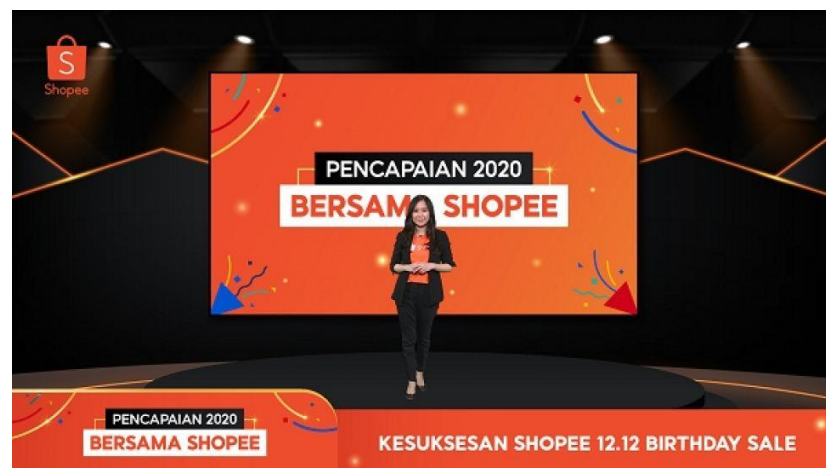 S
Shopee
PENCAPAIAN 2020
BERSAMA SHOPEE
PENCAPAIAN 2020
BERSAMA SHOPEE
KESUKSESAN SHOPEE 12.12 BIRTHDAY SALE